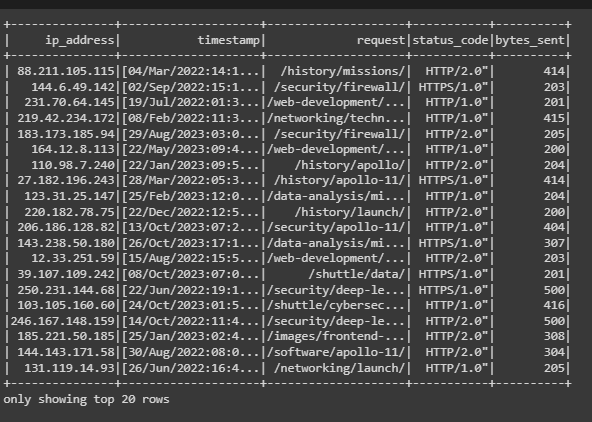 +---------------+--------------------+--------------------+-----------+----------+
|     ip_address|           timestamp|             request|status_code|bytes_sent|
+---------------+--------------------+--------------------+-----------+----------+
| 88.211.105.115|[04/Mar/2022:14:1...|  /history/missions/|  HTTP/2.0"|       414|
|   144.6.49.142|[02/Sep/2022:15:1...| /security/firewall/| HTTPS/1.0"|       203|
|  231.70.64.145|[19/Jul/2022:01:3...|/web-development/...|  HTTP/1.0"|       201|
| 219.42.234.172|[08/Feb/2022:11:3...|/networking/techn...|  HTTP/1.0"|       415|
| 183.173.185.94|[29/Aug/2023:03:0...| /security/firewall/|  HTTP/2.0"|       205|
|   164.12.8.113|[22/May/2023:09:4...|/web-development/...|  HTTP/1.0"|       200|
|   110.98.7.240|[22/Jan/2023:09:5...|    /history/apollo/|  HTTP/2.0"|       204|
| 27.182.196.243|[28/Mar/2022:05:3...| /history/apollo-11/| HTTPS/1.0"|       414|
|  123.31.25.147|[25/Feb/2023:12:0...|/data-analysis/mi...|  HTTP/1.0"|       204|
|  220.182.78.75|[22/Dec/2022:12:5...|    /history/launch/|  HTTP/2.0"|       200|
| 206.186.128.82|[13/Oct/2023:07:2...|/security/apollo-11/|  HTTP/1.0"|       404|
| 143.238.50.180|[26/Oct/2023:17:1...|/data-analysis/mi...| HTTPS/1.0"|       307|
|   12.33.251.59|[15/Aug/2022:15:5...|/web-development/...|  HTTP/2.0"|       203|
| 39.107.109.242|[08/Oct/2023:07:0...|      /shuttle/data/| HTTPS/1.0"|       201|
| 250.231.144.68|[22/Jun/2022:19:1...|/security/deep-le...| HTTPS/1.0"|       500|
| 103.105.160.60|[24/Oct/2023:01:5...|/shuttle/cybersec...|  HTTP/1.0"|       416|
|246.167.148.159|[14/Oct/2022:11:4...|/security/deep-le...|  HTTP/2.0"|       500|
| 185.221.50.185|[25/Jan/2023:02:4...|/images/frontend-...|  HTTP/2.0"|       308|
| 144.143.171.58|[30/Aug/2022:08:0...|/software/apollo-11/|  HTTP/2.0"|       304|
|  131.119.14.93|[26/Jun/2022:16:4...| /networking/launch/|  HTTP/1.0"|       205|
+---------------+--------------------+--------------------+-----------+----------+
only showing top 20 rows